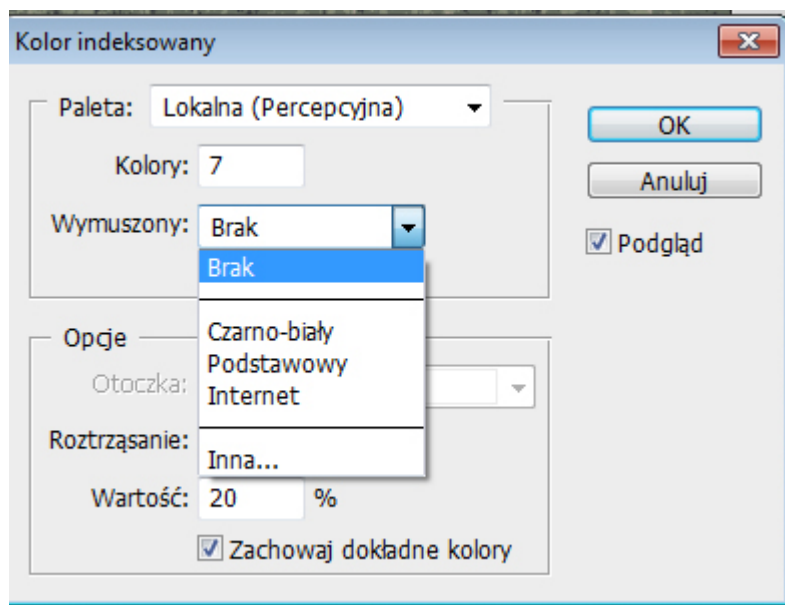 Kolor indeksowany
Paleta: Lokalna (Percepcyjna)
OK
Kolory: 7
Anuluj
Wymuszony: Brak
Podgląd
Brak
Czarno-biały
Podstawowy
Internet
Inna...
Opcje
Otoczka:
Roztrząsanie:
Wartość: 20 %
Zachowaj dokładne kolory